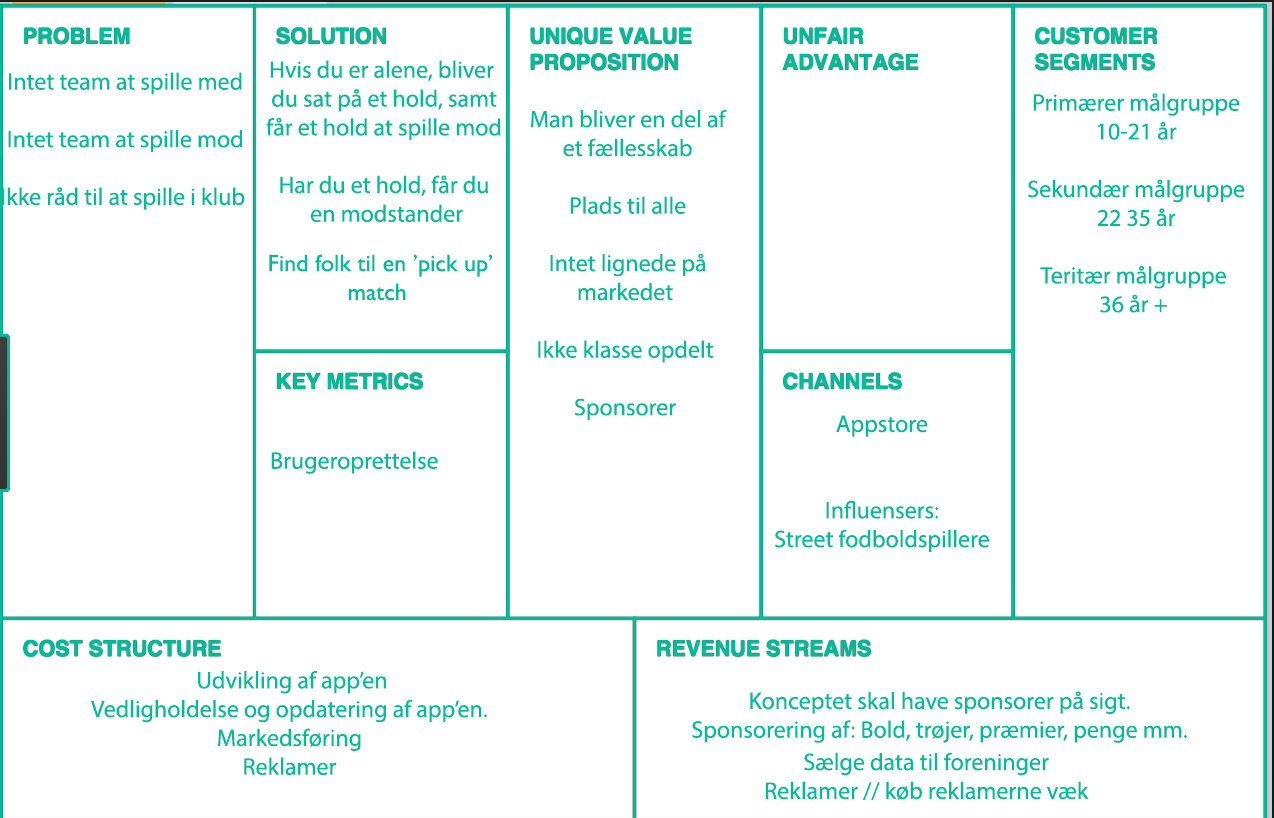 PROBLEM
Intet team at spille med
Intet team at spille mod
Ikke råd til at spille i klub
SOLUTION
Hvis du er alene, bliver
du sat på et hold, samt
får et hold at spille mod
Har du et hold, får du
en modstander
Find folk til en ’pick up’
match
KEY METRICS
Brugeroprettelse
UNIQUE VALUE
PROPOSITION
Man bliver en del af
et fællesskab
Plads til alle
Intet lignede på
markedet
Ikke klasse opdelt
Sponsorer
UNFAIR
ADVANTAGE
CHANNELS
Appstore
Influensers:
Street fodboldspillere
CUSTOMER
SEGMENTS
Primærer målgruppe
10-21 år
Sekundær målgruppe
22 35 år
Teritær målgruppe
36 år +
COST STRUCTURE
Udvikling af app’en
Vedligholdelse og opdatering af app’en.
Markedsføring
Reklamer
REVENUE STREAMS
Konceptet skal have sponsorer på sigt.
Sponsorering af: Bold, trøjer, præmier, penge mm.
Sælge data til foreninger
Reklamer // køb reklamerne væk